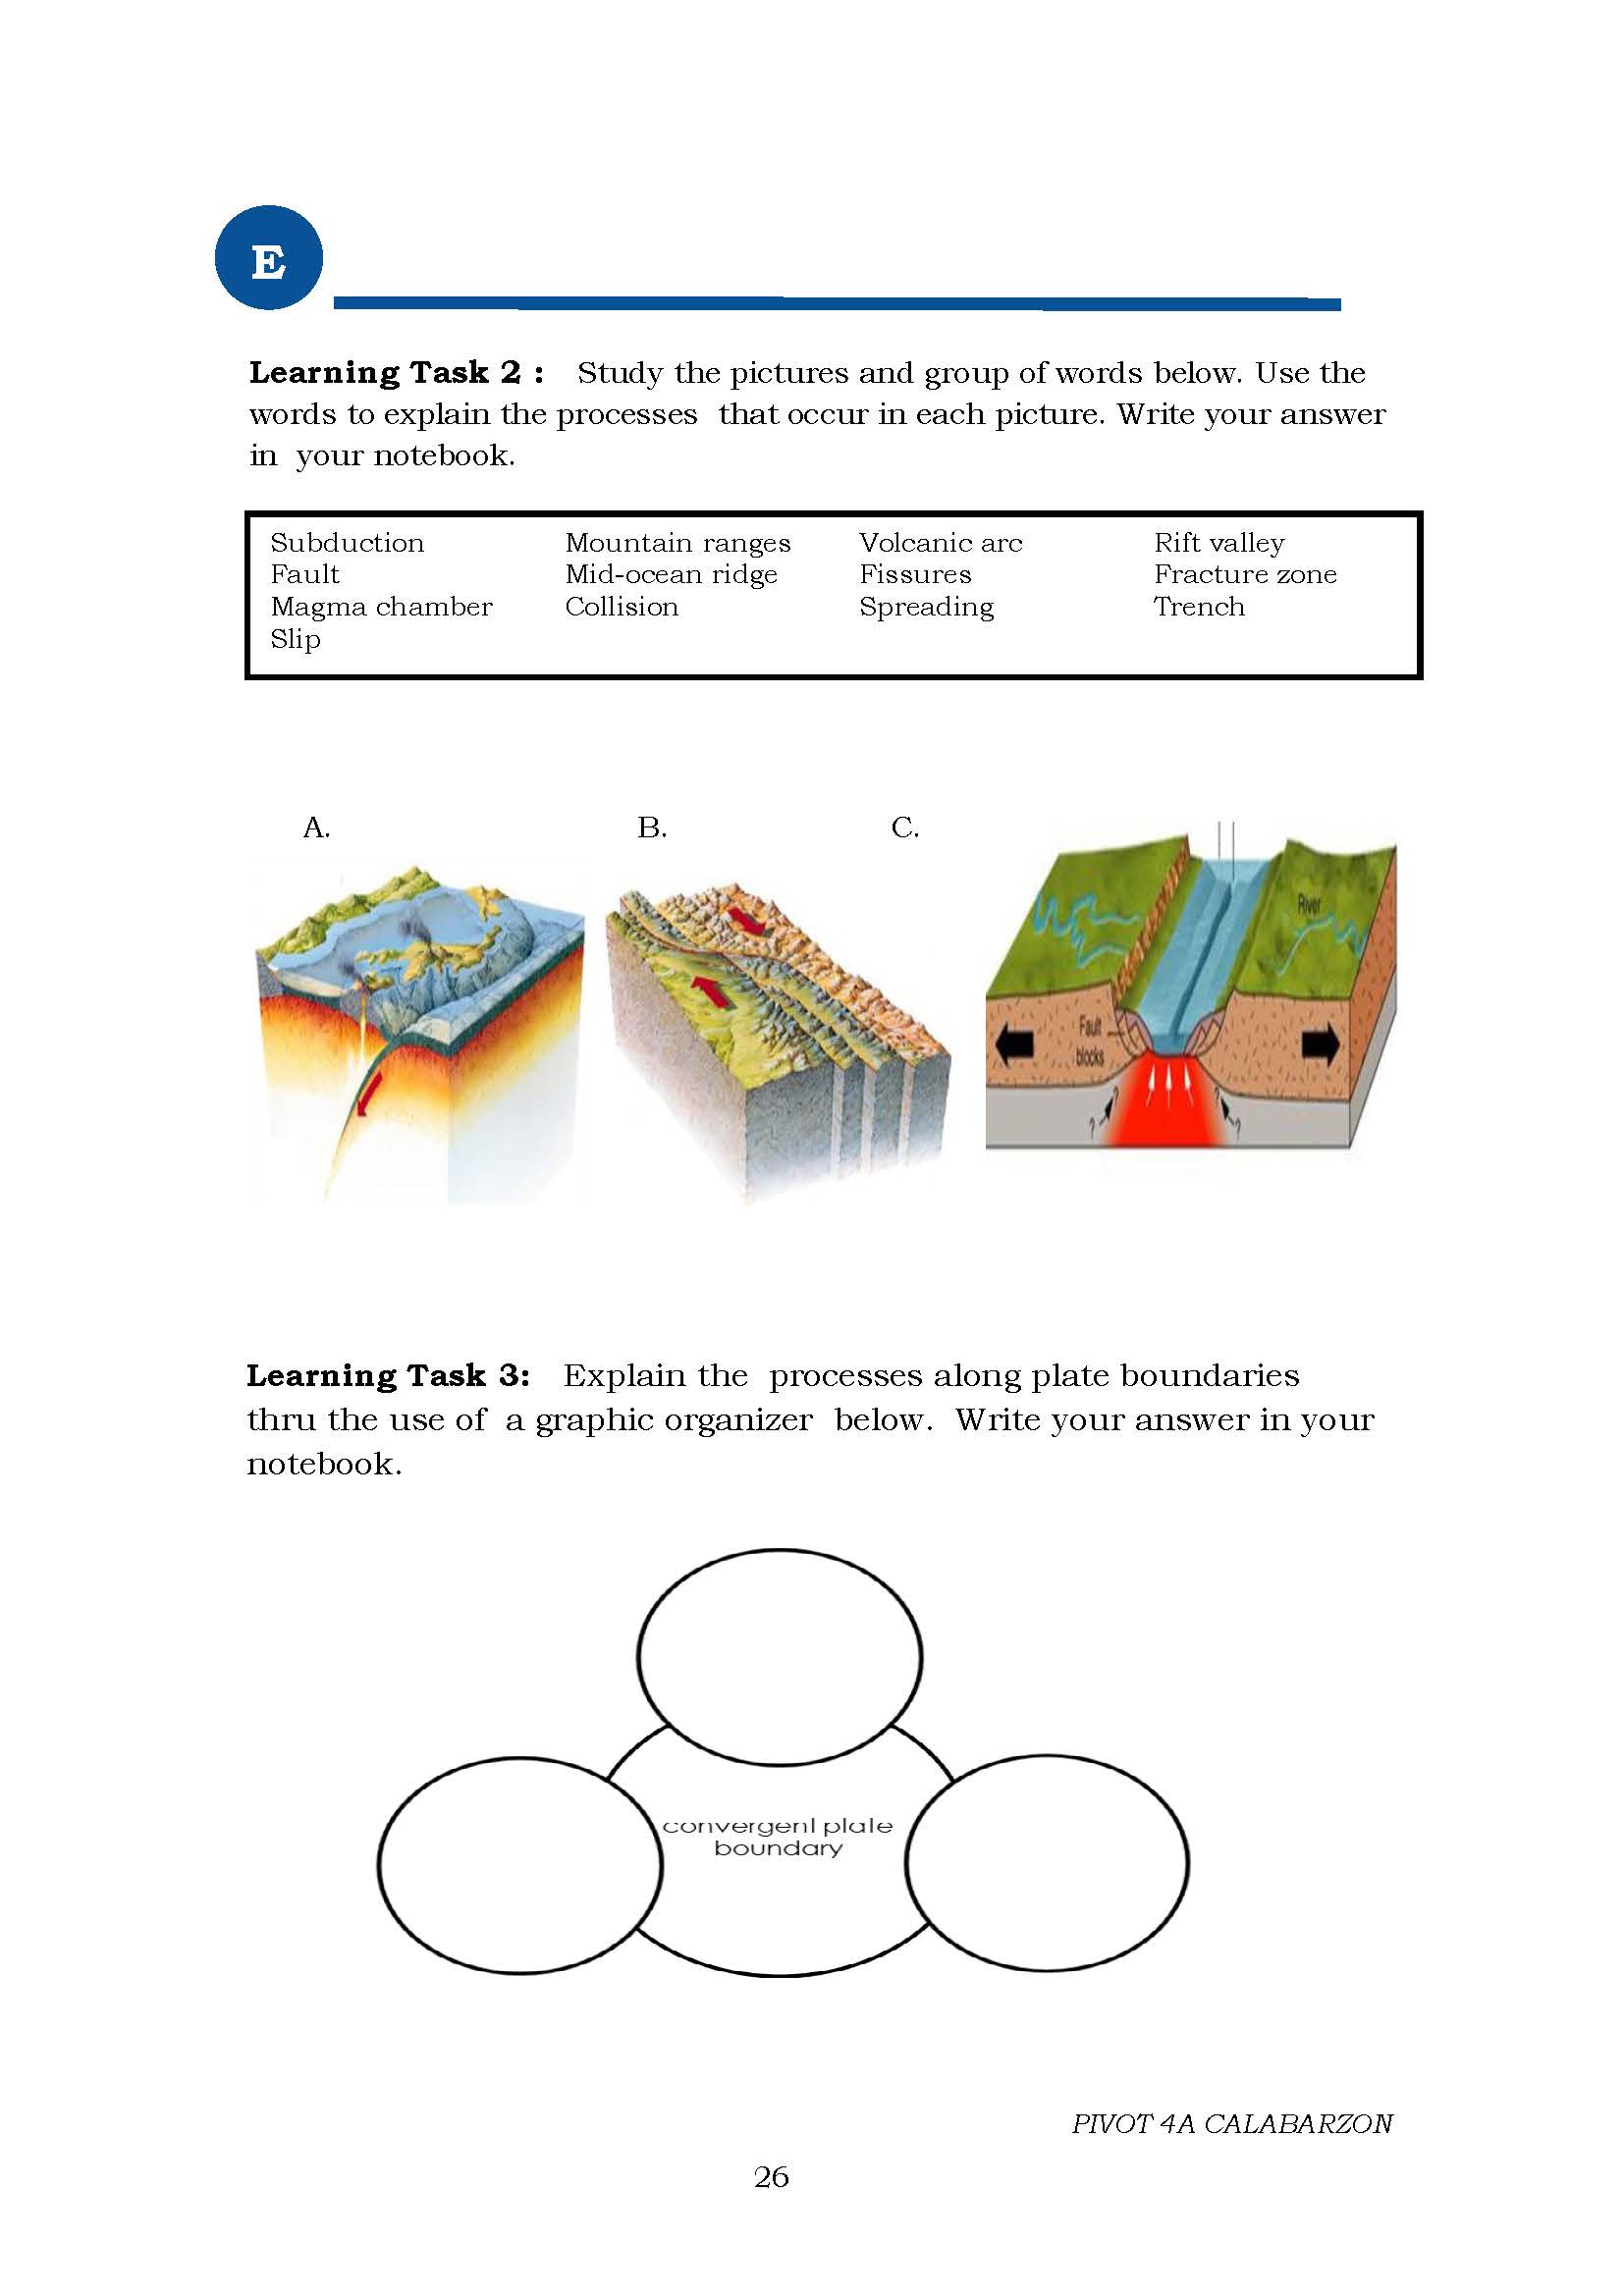 E
Learning Task 2 : Study the pictures and group of words below. Use the
words to explain the processes that occur in each picture. Write your answer
in your notebook.
Subduction Mountain ranges Volcanic arc Rift valley
Fault Mid-ocean ridge Fissures Fracture zone
Magma chamber Collision Spreading Trench
Slip
A. B. C.
River
Fault
blocks
? ?
Learning Task 3: Explain the processes along plate boundaries
thru the use of a graphic organizer below. Write your answer in your
notebook.
convergent plate
boundary
PIVOT 4A CALABARZON
26